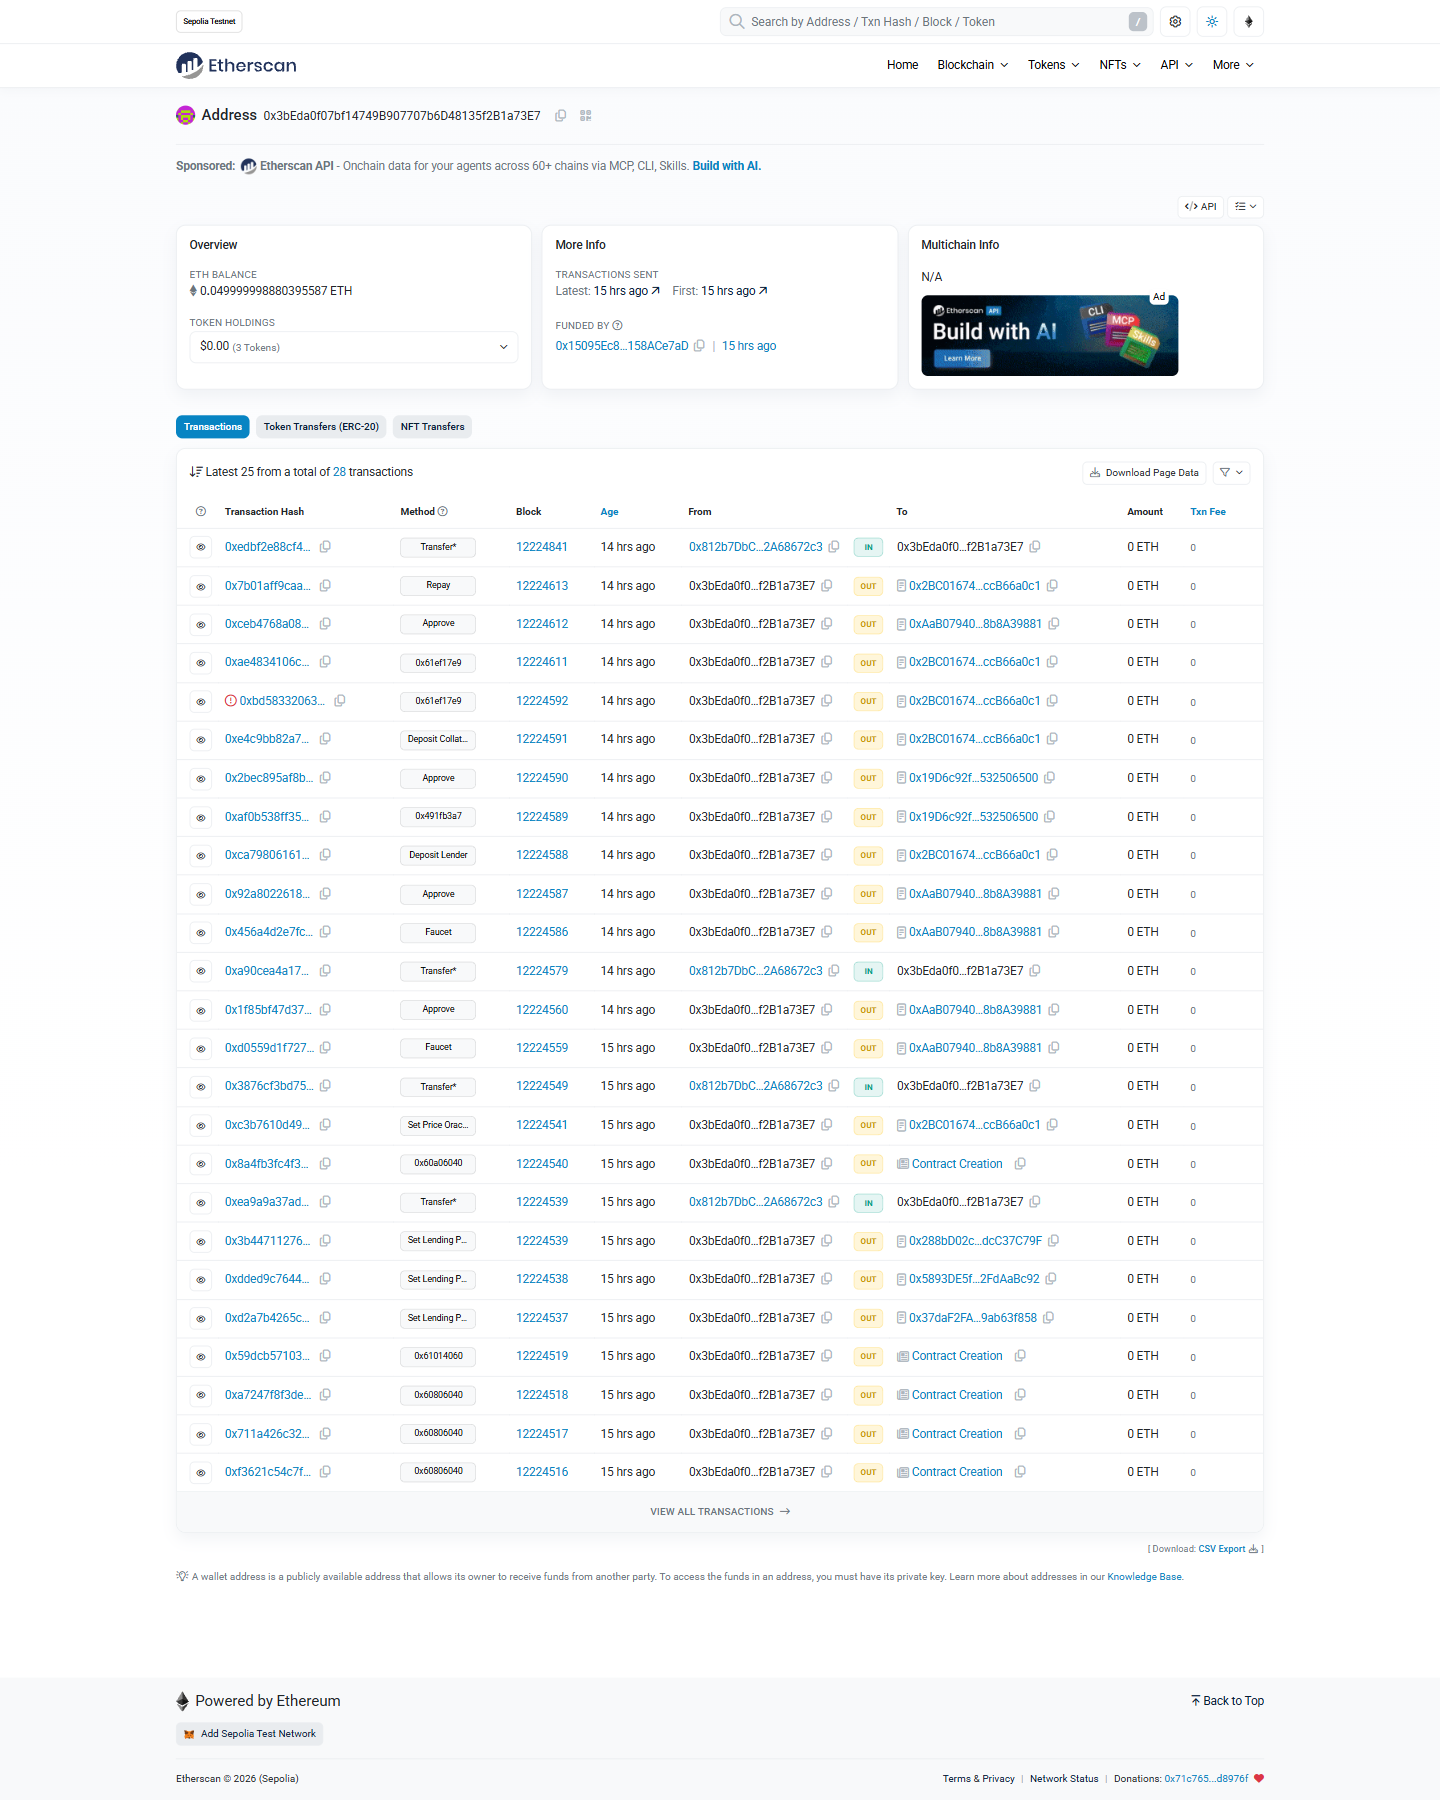 Sepolia Testnet
Search by Address / Txn Hash / Block / Token
/
Etherscan
Home Blockchain Tokens NFTs API More
Address 0x3bEda0f07bf14749B907707b6D48135f2B1a73E7
Sponsored: Etherscan API - Onchain data for your agents across 60+ chains via MCP, CLI, Skills. Build with AI.
</> API
Overview
ETH BALANCE
0.049999998880395587 ETH
TOKEN HOLDINGS
$0.00 (3 Tokens)
More Info
TRANSACTIONS SENT
Latest: 15 hrs ago First: 15 hrs ago
FUNDED BY
0x15095Ec8...158ACe7aD | 15 hrs ago
Multichain Info
N/A
Ad
Etherscan API
Build with AI
Learn More
CLI
MCP
Skills
Transactions Token Transfers (ERC-20) NFT Transfers
Latest 25 from a total of 28 transactions
Download Page Data
Transaction Hash Method Block Age From To Amount Txn Fee
0xedbf2e88cf4... Transfer* 12224841 14 hrs ago 0x812b7DbC...2A68672c3 IN 0x3bEda0f0...f2B1a73E7 0 ETH 0
0x7b01aff9caa... Repay 12224613 14 hrs ago 0x3bEda0f0...f2B1a73E7 OUT 0x2BC01674...ccB66a0c1 0 ETH 0
0xceb4768a08... Approve 12224612 14 hrs ago 0x3bEda0f0...f2B1a73E7 OUT 0xAaB07940...8b8A39881 0 ETH 0
0xae4834106c... 0x61ef17e9 12224611 14 hrs ago 0x3bEda0f0...f2B1a73E7 OUT 0x2BC01674...ccB66a0c1 0 ETH 0
0xbd58332063... 0x61ef17e9 12224592 14 hrs ago 0x3bEda0f0...f2B1a73E7 OUT 0x2BC01674...ccB66a0c1 0 ETH 0
0xe4c9bb82a7... Deposit Collat... 12224591 14 hrs ago 0x3bEda0f0...f2B1a73E7 OUT 0x2BC01674...ccB66a0c1 0 ETH 0
0x2bec895af8b... Approve 12224590 14 hrs ago 0x3bEda0f0...f2B1a73E7 OUT 0x19D6c92f...532506500 0 ETH 0
0xaf0b538ff35... 0x491fb3a7 12224589 14 hrs ago 0x3bEda0f0...f2B1a73E7 OUT 0x19D6c92f...532506500 0 ETH 0
0xca79806161... Deposit Lender 12224588 14 hrs ago 0x3bEda0f0...f2B1a73E7 OUT 0x2BC01674...ccB66a0c1 0 ETH 0
0x92a8022618... Approve 12224587 14 hrs ago 0x3bEda0f0...f2B1a73E7 OUT 0xAaB07940...8b8A39881 0 ETH 0
0x456a4d2e7fc... Faucet 12224586 14 hrs ago 0x3bEda0f0...f2B1a73E7 OUT 0xAaB07940...8b8A39881 0 ETH 0
0xa90cea4a17... Transfer* 12224579 14 hrs ago 0x812b7DbC...2A68672c3 IN 0x3bEda0f0...f2B1a73E7 0 ETH 0
0x1f85bf47d37... Approve 12224560 14 hrs ago 0x3bEda0f0...f2B1a73E7 OUT 0xAaB07940...8b8A39881 0 ETH 0
0xd0559d1f727... Faucet 12224559 15 hrs ago 0x3bEda0f0...f2B1a73E7 OUT 0xAaB07940...8b8A39881 0 ETH 0
0x3876cf3bd75... Transfer* 12224549 15 hrs ago 0x812b7DbC...2A68672c3 IN 0x3bEda0f0...f2B1a73E7 0 ETH 0
0xc3b7610d49... Set Price Orac... 12224541 15 hrs ago 0x3bEda0f0...f2B1a73E7 OUT 0x2BC01674...ccB66a0c1 0 ETH 0
0x8a4fb3fc4f3... 0x60a06040 12224540 15 hrs ago 0x3bEda0f0...f2B1a73E7 OUT Contract Creation 0 ETH 0
0xea9a9a37ad... Transfer* 12224539 15 hrs ago 0x812b7DbC...2A68672c3 IN 0x3bEda0f0...f2B1a73E7 0 ETH 0
0x3b44711276... Set Lending P... 12224539 15 hrs ago 0x3bEda0f0...f2B1a73E7 OUT 0x288bD02c...dcC37C79F 0 ETH 0
0xdded9c7644... Set Lending P... 12224538 15 hrs ago 0x3bEda0f0...f2B1a73E7 OUT 0x5893DE5f...2FdAaBc92 0 ETH 0
0xd2a7b4265c... Set Lending P... 12224537 15 hrs ago 0x3bEda0f0...f2B1a73E7 OUT 0x37daF2FA...9ab63f858 0 ETH 0
0x59dcb57103... 0x61014060 12224519 15 hrs ago 0x3bEda0f0...f2B1a73E7 OUT Contract Creation 0 ETH 0
0xa7247f8f3de... 0x60806040 12224518 15 hrs ago 0x3bEda0f0...f2B1a73E7 OUT Contract Creation 0 ETH 0
0x711a426c32... 0x60806040 12224517 15 hrs ago 0x3bEda0f0...f2B1a73E7 OUT Contract Creation 0 ETH 0
0xf3621c54c7f... 0x60806040 12224516 15 hrs ago 0x3bEda0f0...f2B1a73E7 OUT Contract Creation 0 ETH 0
VIEW ALL TRANSACTIONS
[ Download: CSV Export ]
A wallet address is a publicly available address that allows its owner to receive funds from another party. To access the funds in an address, you must have its private key. Learn more about addresses in our Knowledge Base.
Powered by Ethereum
Back to Top
Add Sepolia Test Network
Etherscan © 2026 (Sepolia)
Terms & Privacy | Network Status | Donations: 0x71c765...d8976f